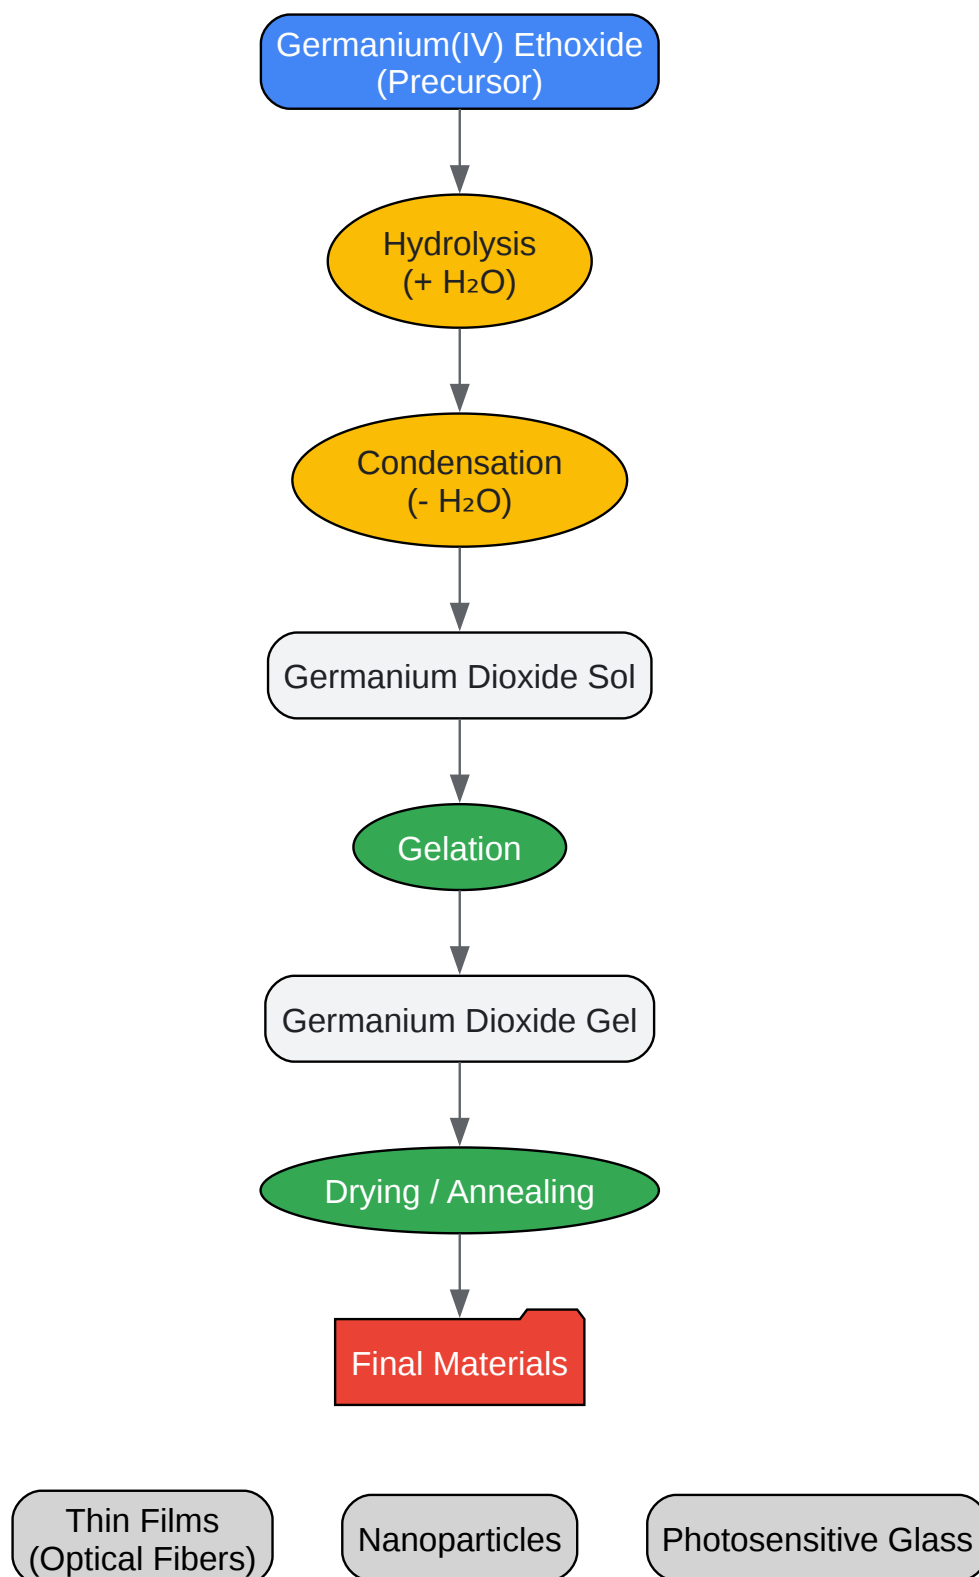 Germanium(IV) Ethoxide
(Precursor)
Hydrolysis
(+ H₂O)
Condensation
(- H₂O)
Germanium Dioxide Sol
Gelation
Germanium Dioxide Gel
Drying / Annealing
Final Materials
Thin Films
(Optical Fibers)
Nanoparticles
Photosensitive Glass